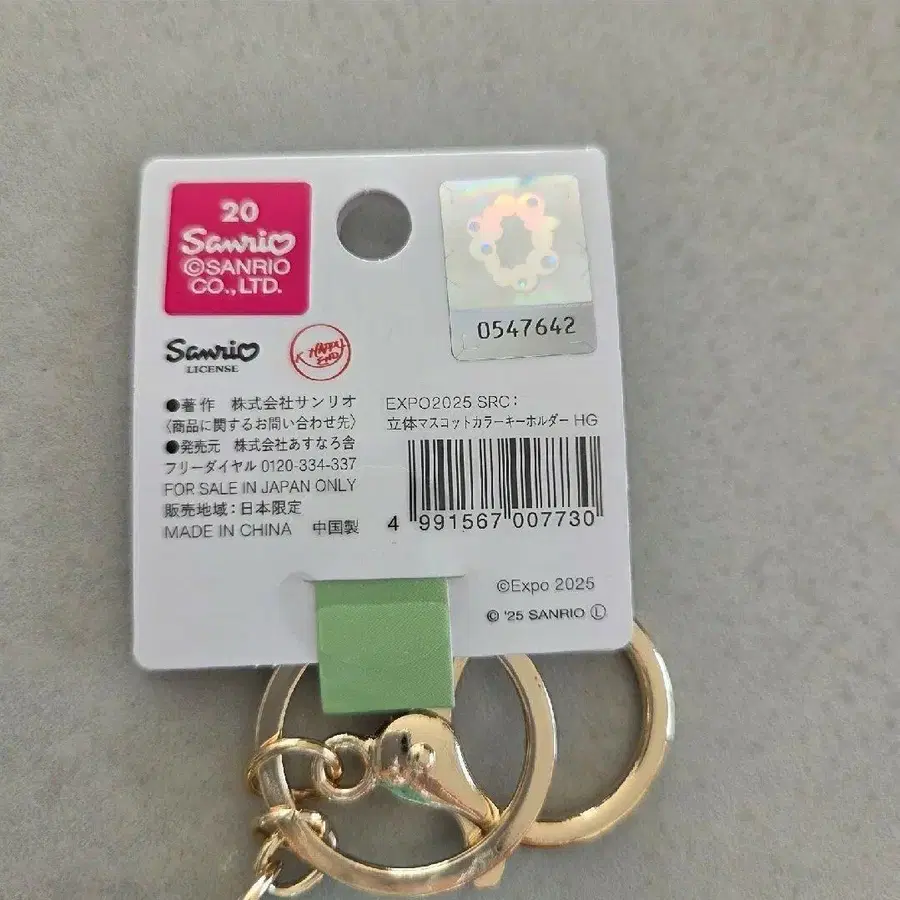 20
Sanrio
©SANRIO
CO.,LTD.
0547642
Sanrio
LICENSE
●著作 株式会社サンリオ
〈商品に関するお問い合わせ先〉
●発売元 株式会社あすなろ舎
フリーダイヤル 0120-334-337
FOR SALE IN JAPAN ONLY
販売地域：日本限定
MADE IN CHINA 中国製
EXPO2025 SRC：
立体マスコットカラーキーホルダー HG
4 991567 007730
©Expo 2025
© '25 SANRIO Ⓛ